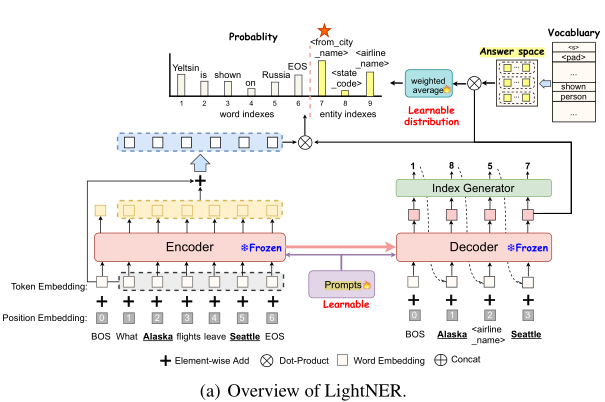 Probablity
Vocabluary
<from_city
_name>
<airline
_name>
<state
_code>
Yeltsin
is
shown
on
Russia
EOS
1 2 3 4 5 6 7 8 9
word indexes
entity indexes
weighted
average
Learnable
distribution
Answer space
...
...
...
<s>
<pad>
...
shown
person
...
1 8 5 7
Index Generator
Encoder
Frozen
Decoder
Frozen
Prompts
Learnable
Token Embedding:
Position Embedding:
0 1 2 3 4 5 6
BOS What Alaska flights leave Seattle EOS
0 1 2 3
BOS Alaska <airline Seattle
_name>
Element-wise Add Dot-Product Word Embedding Concat
(a) Overview of LightNER.